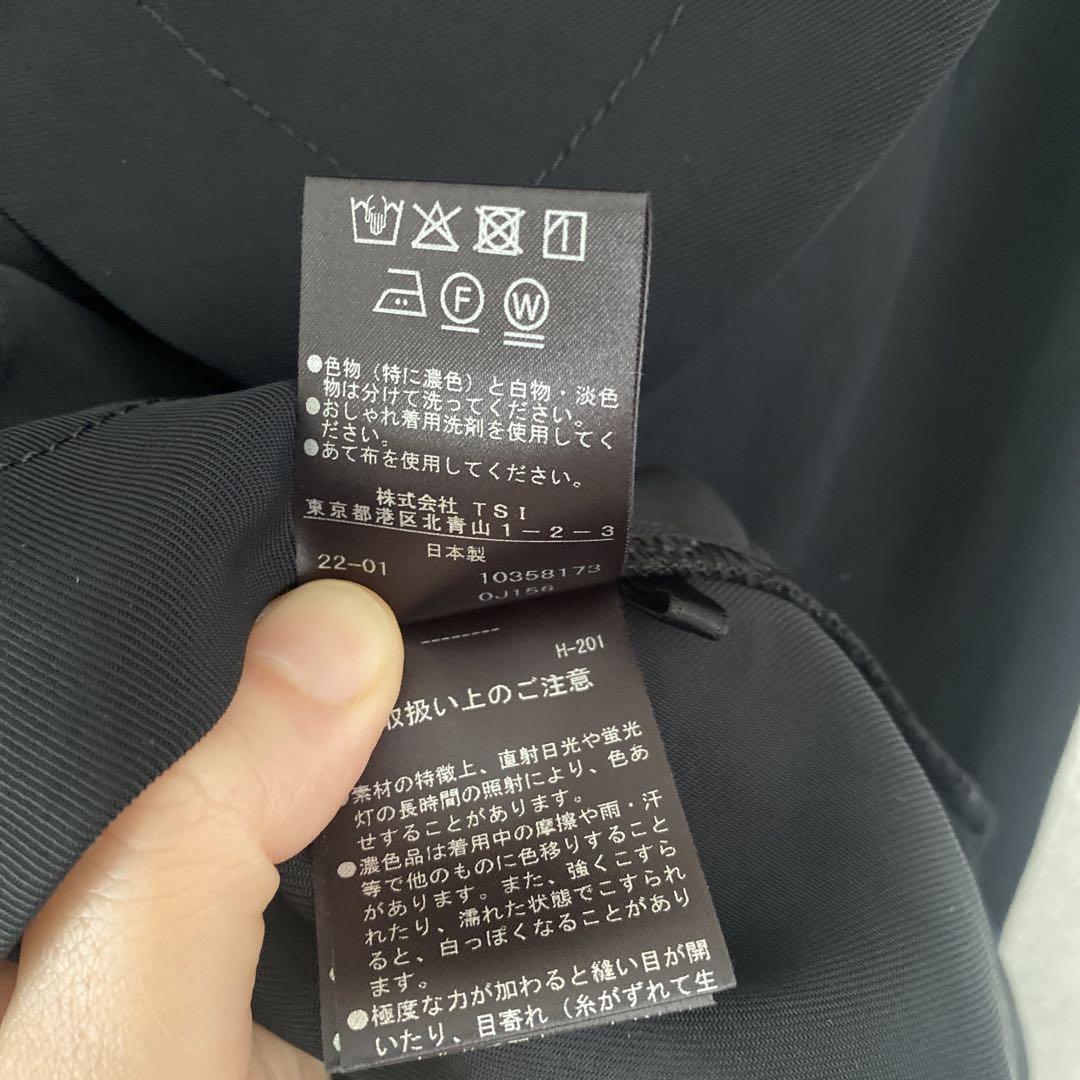 F W
●色物（特に濃色）と白物・淡色
物は分けて洗ってください。
●おしゃれ着用洗剤を使用してく
ださい。
●あて布を使用してください。
株式会社 TSI
東京都港区北青山1－2－3
日本製
22-01 10358173
0J156
--------
H-201
取扱い上のご注意
素材の特徴上、直射日光や蛍光
灯の長時間の照射により、色あ
せすることがあります。
●濃色品は着用中の摩擦や雨・汗
等で他のものに色移りすること
があります。また、強くこすら
れたり、濡れた状態でこすられ
ると、白っぽくなることがあり
ます。
●極度な力が加わると縫い目が開
いたり、目寄れ（糸がずれて生